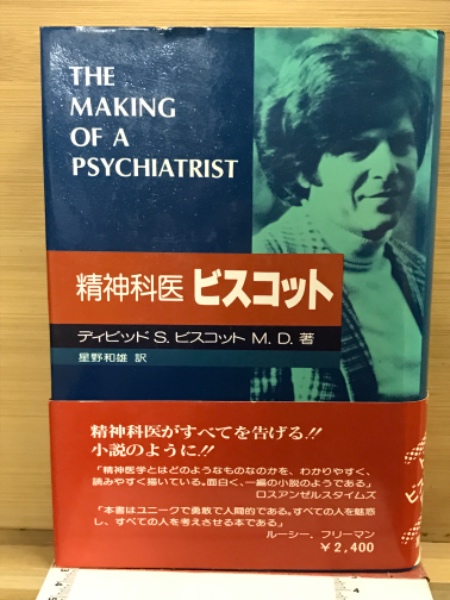 THE
MAKING
OF A
PSYCHIATRIST
精神科医 ビスコット
ディビッド S. ビスコット M. D. 著
星野和雄 訳
精神科医がすべてを告げる!!
小説のように!!
「精神医学とはどのようなものなのかを、わかりやすく、
読みやすく描いている。面白く、一編の小説のようである」
ロスアンゼルスタイムズ
「本書はユニークで勇敢で人間的である。すべての人を魅惑
し、すべての人を考えさせる本である」
ルーシー、フリーマン
￥2,400